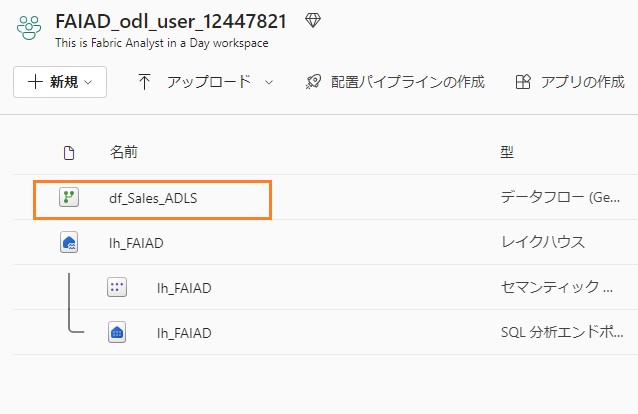 FAIAD_odl_user_12447821
This is Fabric Analyst in a Day workspace
新規 アップロード 配置パイプラインの作成 アプリの作成
名前 型
df_Sales_ADLS データフロー (Ge...
lh_FAIAD レイクハウス
lh_FAIAD セマンティック ...
lh_FAIAD SQL 分析エンドポ...